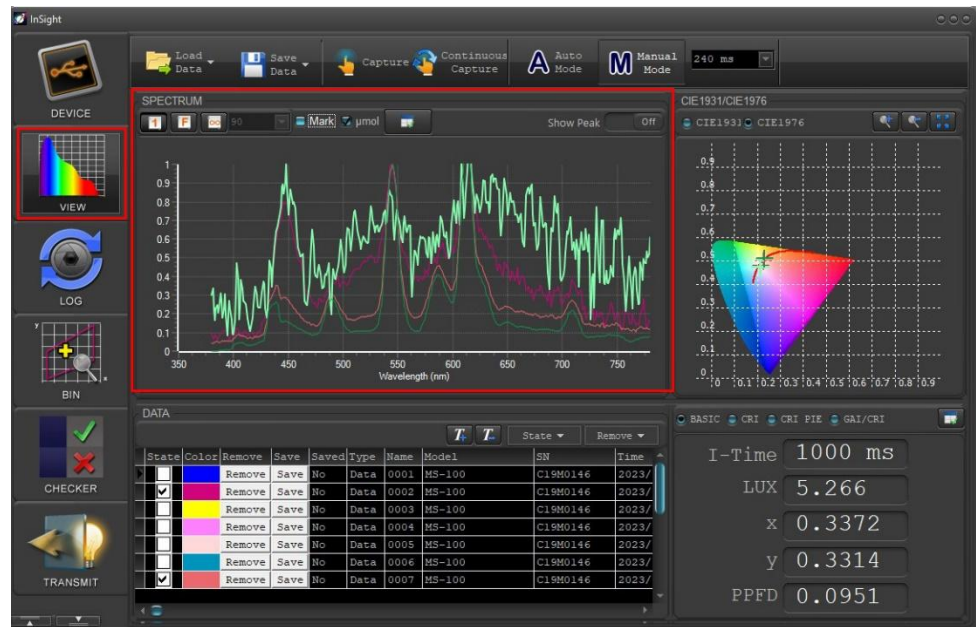 InSight
DEVICE
VIEW
LOG
BIN
CHECKER
TRANSMIT
Load Data
Save Data
Capture
Continuous Capture
A Auto Mode
M Manual Mode
240 ms
SPECTRUM
1 F ∞ 90 Mark μmol Show Peak Off
1
0.9
0.8
0.7
0.6
0.5
0.4
0.3
0.2
0.1
0
350 400 450 500 550 600 650 700 750
Wavelength (nm)
CIE1931/CIE1976
CIE1931 CIE1976
0.9
0.8
0.7
0.6
0.5
0.4
0.3
0.2
0.1
0
0 0.1 0.2 0.3 0.4 0.5 0.6 0.7 0.8 0.9
y
x
DATA
T+ T- State Remove
State Color Remove Save Saved Type Name Model SN Time
Remove Save No Data 0001 MS-100 C19M0146 2023/
Remove Save No Data 0002 MS-100 C19M0146 2023/
Remove Save No Data 0003 MS-100 C19M0146 2023/
Remove Save No Data 0004 MS-100 C19M0146 2023/
Remove Save No Data 0005 MS-100 C19M0146 2023/
Remove Save No Data 0006 MS-100 C19M0146 2023/
Remove Save No Data 0007 MS-100 C19M0146 2023/
BASIC CRI CRI PIE GAI/CRI
I-Time 1000 ms
LUX 5.266
x 0.3372
y 0.3314
PPFD 0.0951